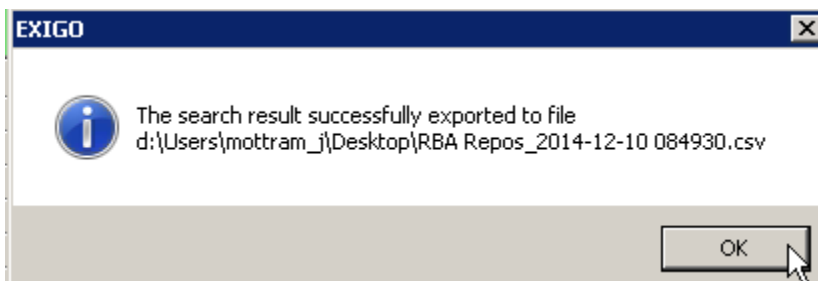 EXIGO
The search result successfully exported to file
d:\Users\mottram_j\Desktop\RBA Repos_2014-12-10 084930.csv
OK